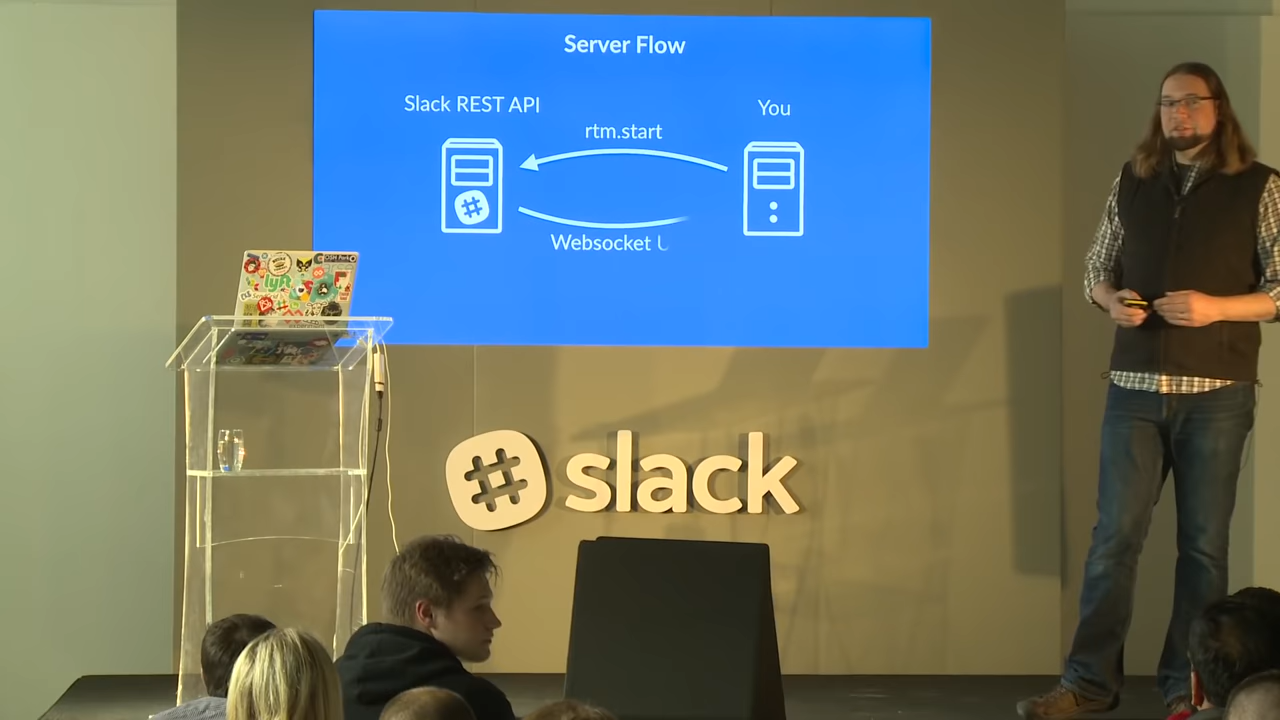 Server Flow
Slack REST API
You
rtm.start
Websocket U
lyft
slack